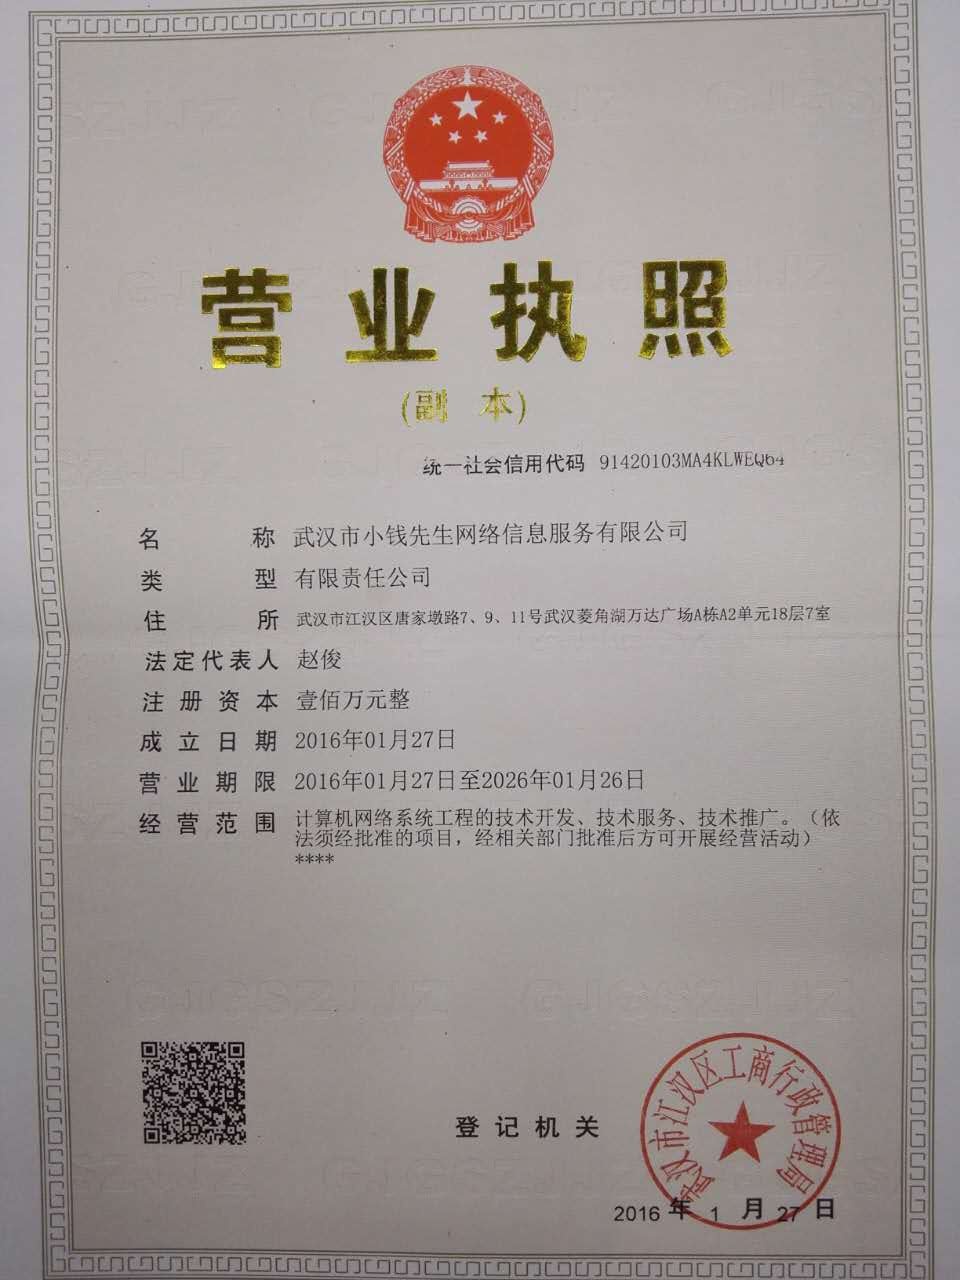 营业执照
(副 本)
统一社会信用代码 91420103MA4KLWEQ64
名 称 武汉市小钱先生网络信息服务有限公司
类 型 有限责任公司
住 所 武汉市江汉区唐家墩路7、9、11号武汉菱角湖万达广场A栋A2单元18层7室
法定代表人 赵俊
注册资本 壹佰万元整
成立日期 2016年01月27日
营业期限 2016年01月27日至2026年01月26日
经营范围 计算机网络系统工程的技术开发、技术服务、技术推广。（依
法须经批准的项目，经相关部门批准后方可开展经营活动）
****
登记机关
武汉市江汉区工商行政管理局
2016 年 1 月 27 日